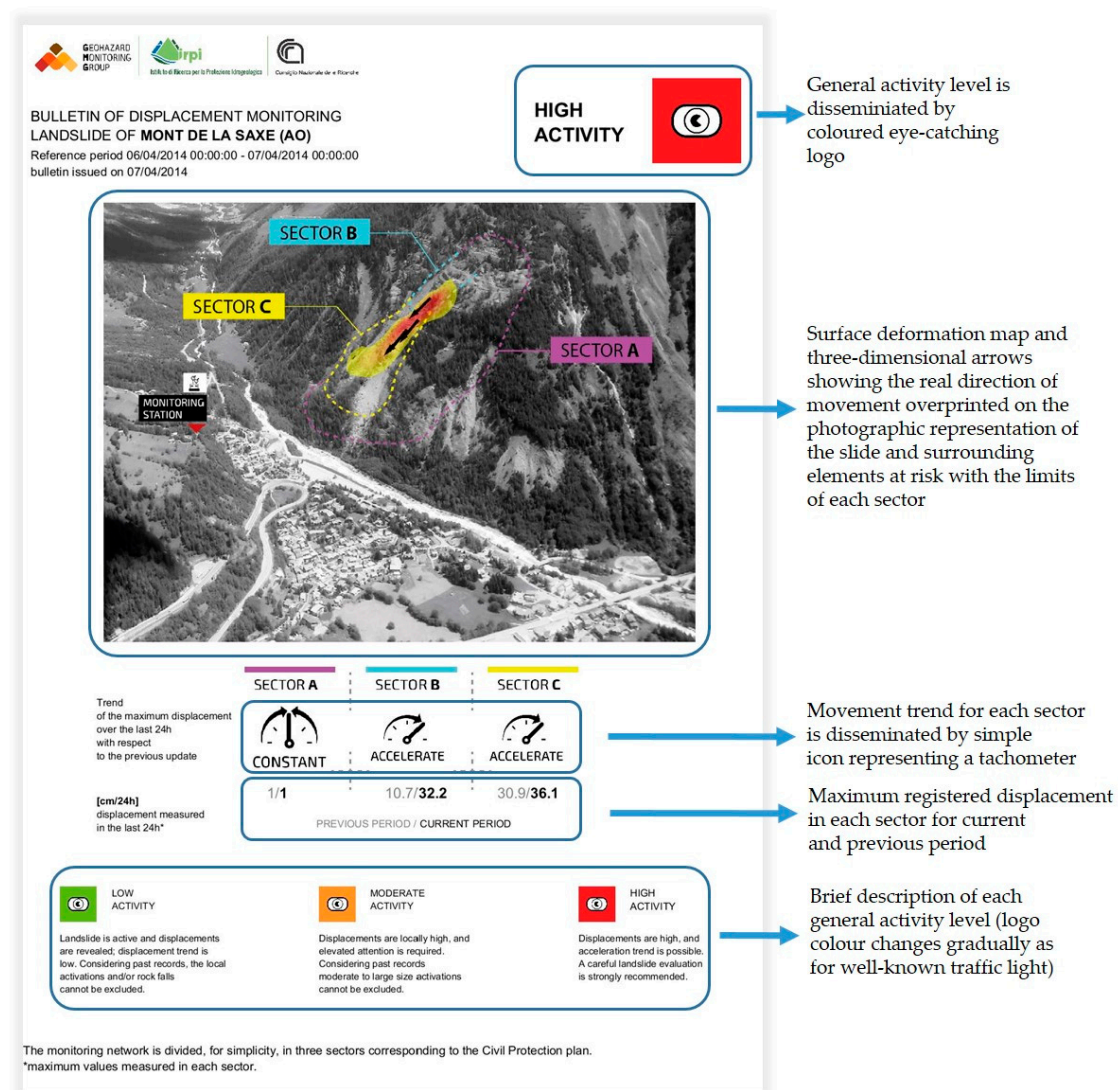 GEOHAZARD
MONITORING
GROUP
irpi
Istituto di Ricerca per la Protezione Idrogeologica
Consiglio Nazionale delle Ricerche
BULLETIN OF DISPLACEMENT MONITORING
LANDSLIDE OF MONT DE LA SAXE (AO)
Reference period 06/04/2014 00:00:00 - 07/04/2014 00:00:00
bulletin issued on 07/04/2014
HIGH
ACTIVITY
General activity level is
disseminiated by
coloured eye-catching
logo
SECTOR B
SECTOR C
SECTOR A
MONITORING
STATION
Surface deformation map and
three-dimensional arrows
showing the real direction of
movement overprinted on the
photographic representation of
the slide and surrounding
elements at risk with the limits
of each sector
SECTOR A
SECTOR B
SECTOR C
Trend
of the maximum displacement
over the last 24h
with respect
to the previous update
CONSTANT
ACCELERATE
ACCELERATE
Movement trend for each sector
is disseminated by simple
icon representing a tachometer
[cm/24h]
displacement measured
in the last 24h*
1/1
10.7/32.2
30.9/36.1
PREVIOUS PERIOD / CURRENT PERIOD
Maximum registered displacement
in each sector for current
and previous period
LOW
ACTIVITY
Landslide is active and displacements
are revealed; displacement trend is
low. Considering past records, the local
activations and/or rock falls
cannot be excluded.
MODERATE
ACTIVITY
Displacements are locally high, and
elevated attention is required.
Considering past records
moderate to large size activations
cannot be excluded.
HIGH
ACTIVITY
Displacements are high, and
acceleration trend is possible.
A careful landslide evaluation
is strongly recommended.
Brief description of each
general activity level (logo
colour changes gradually as
for well-known traffic light)
The monitoring network is divided, for simplicity, in three sectors corresponding to the Civil Protection plan.
*maximum values measured in each sector.